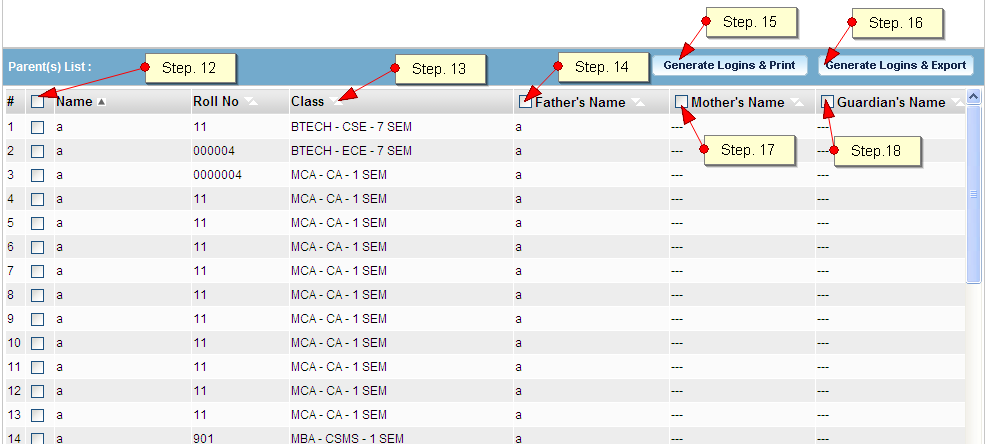 Step. 15
Step. 16
Parent(s) List :
Step. 12
Step. 13
Step. 14
Generate Logins & Print
Generate Logins & Export
# Name Roll No Class Father's Name Mother's Name Guardian's Name
1 a 11 BTECH - CSE - 7 SEM a --- ---
Step. 17
Step.18
2 a 000004 BTECH - ECE - 7 SEM a --- ---
3 a 0000004 MCA - CA - 1 SEM a --- ---
4 a 11 MCA - CA - 1 SEM a --- ---
5 a 11 MCA - CA - 1 SEM a --- ---
6 a 11 MCA - CA - 1 SEM a --- ---
7 a 11 MCA - CA - 1 SEM a --- ---
8 a 11 MCA - CA - 1 SEM a --- ---
9 a 11 MCA - CA - 1 SEM a --- ---
10 a 11 MCA - CA - 1 SEM a --- ---
11 a 11 MCA - CA - 1 SEM a --- ---
12 a 11 MCA - CA - 1 SEM a --- ---
13 a 11 MCA - CA - 1 SEM a --- ---
14 a 901 MBA - CSMS - 1 SEM a --- ---